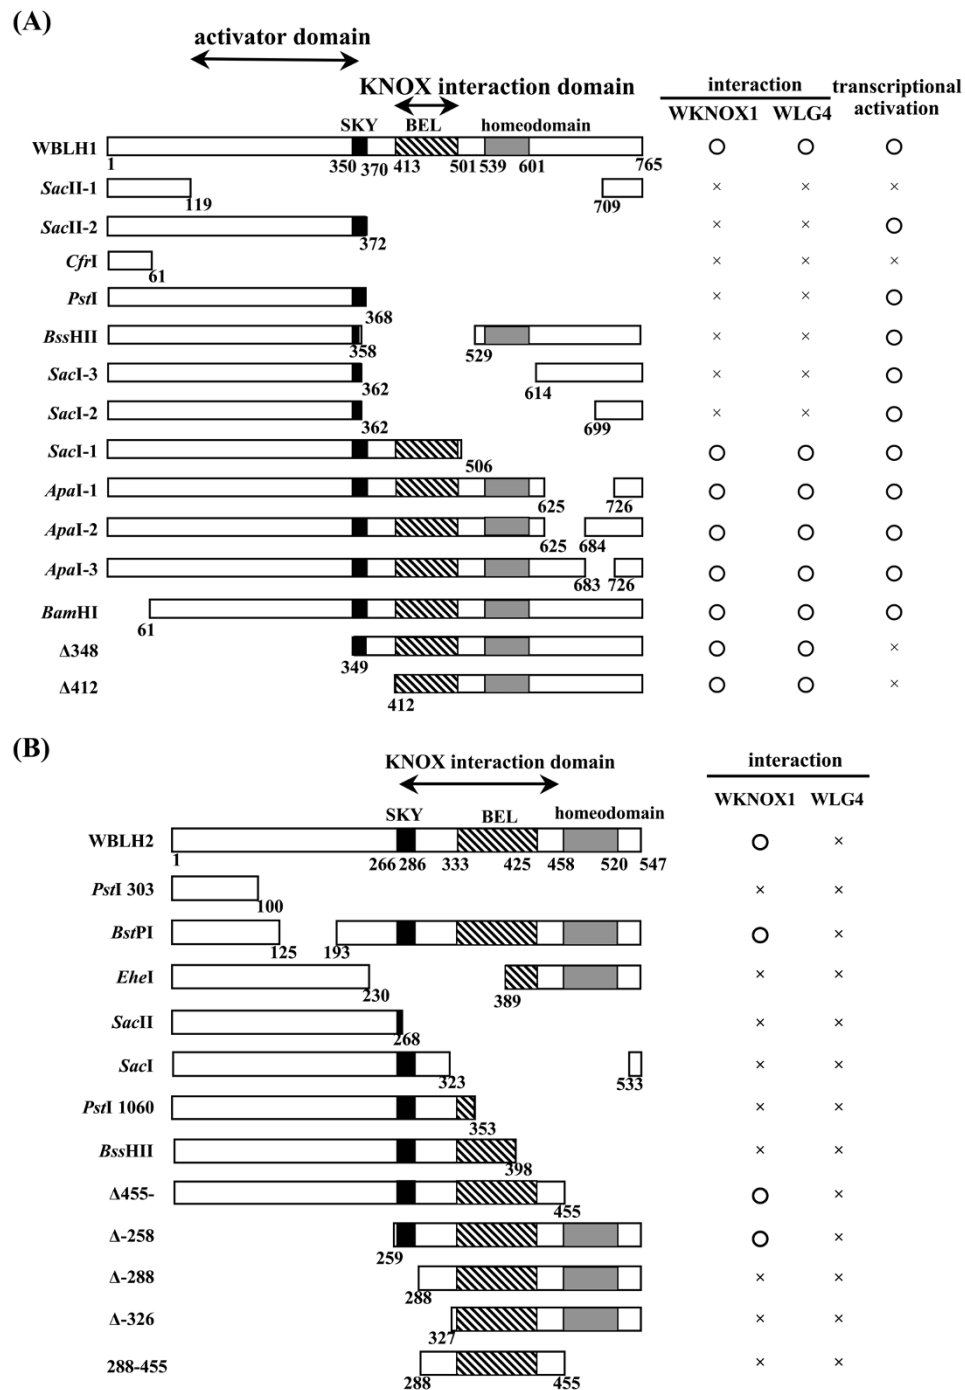 (A)
activator domain
KNOX interaction domain
interaction
transcriptional activation
WKNOX1 WLG4
SKY BEL homeodomain
WBLH1 ○ ○ ○
1 350 370 413 501 539 601 765
SacII-1 × × ×
119 709
SacII-2 × × ○
372
CfrI × × ×
61
PstI × × ○
368
BssHII × × ○
358 529
SacI-3 × × ○
362 614
SacI-2 × × ○
362 699
SacI-1 ○ ○ ○
506
ApaI-1 ○ ○ ○
625 726
ApaI-2 ○ ○ ○
625 684
ApaI-3 ○ ○ ○
683 726
BamHI ○ ○ ○
61
Δ348 ○ ○ ×
349
Δ412 ○ ○ ×
412
(B)
KNOX interaction domain
interaction
WKNOX1 WLG4
SKY BEL homeodomain
WBLH2 ○ ×
1 266 286 333 425 458 520 547
PstI 303 × ×
100
BstPI ○ ×
125 193
EheI × ×
230 389
SacII × ×
268
SacI × ×
323 533
PstI 1060 × ×
353
BssHII × ×
398
Δ455- ○ ×
455
Δ-258 ○ ×
259
Δ-288 × ×
288
Δ-326 × ×
327
288-455 × ×
288 455